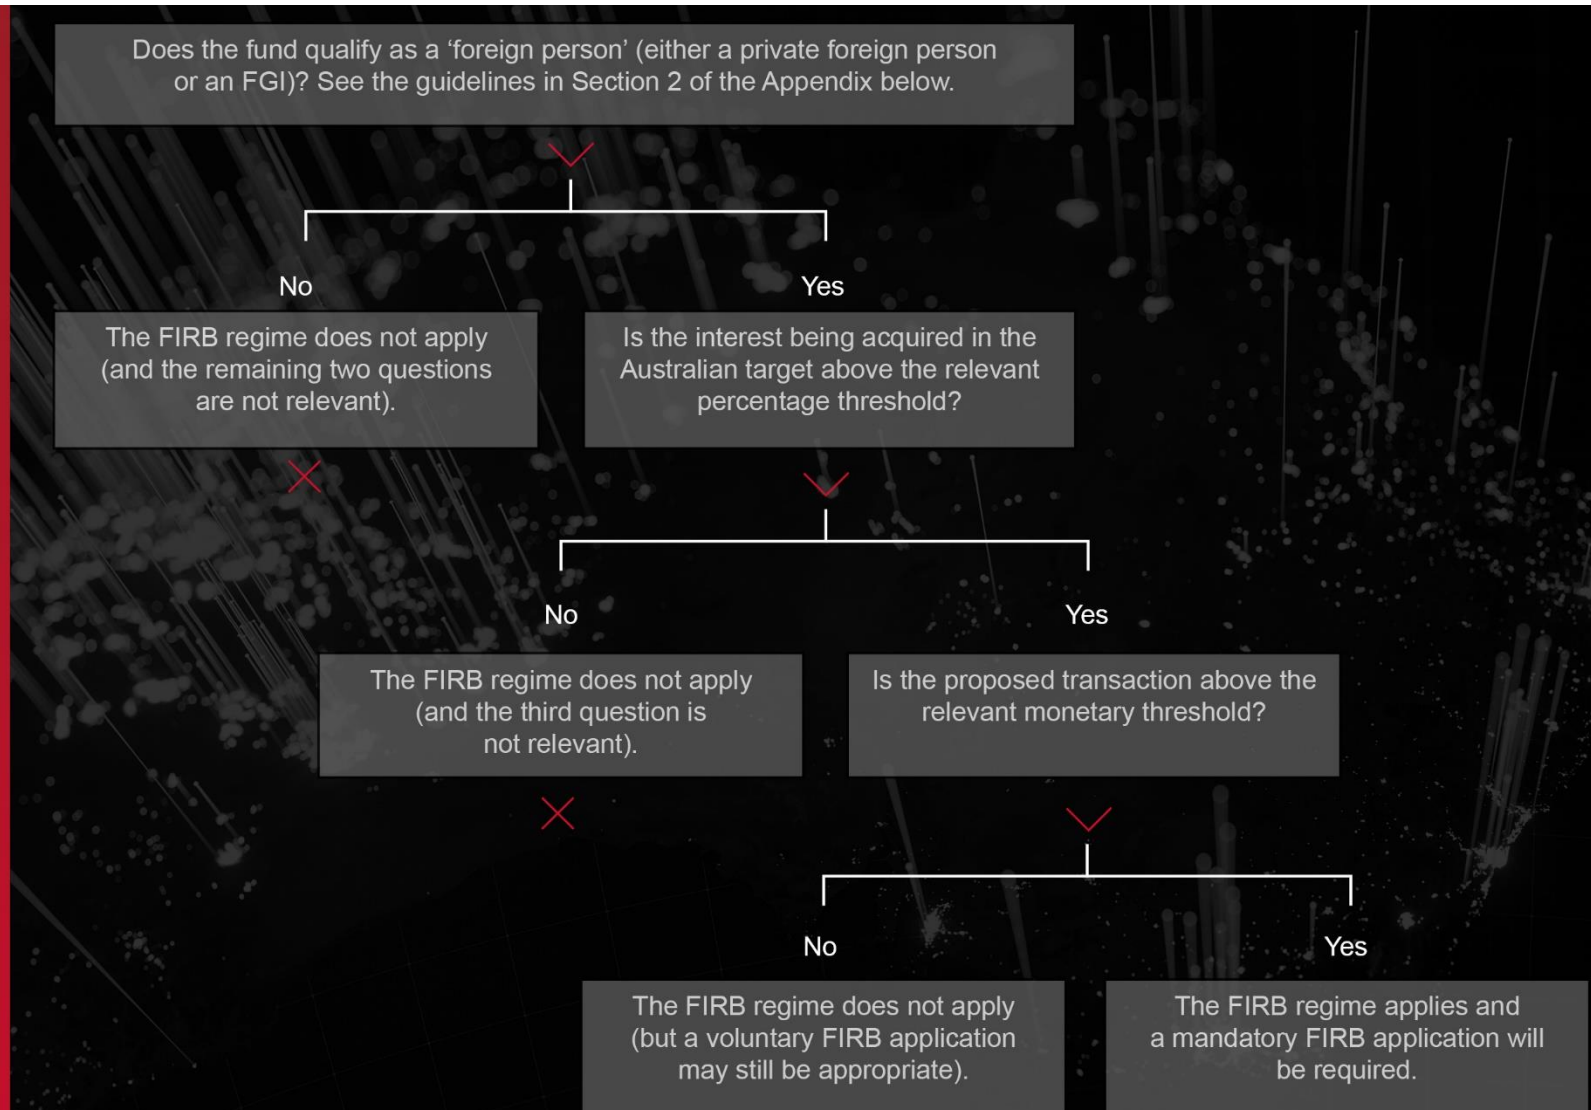 Does the fund qualify as a ‘foreign person’ (either a private foreign person
or an FGI)? See the guidelines in Section 2 of the Appendix below.
No
Yes
The FIRB regime does not apply
(and the remaining two questions
are not relevant).
Is the interest being acquired in the
Australian target above the relevant
percentage threshold?
No
Yes
The FIRB regime does not apply
(and the third question is
not relevant).
Is the proposed transaction above the
relevant monetary threshold?
No
Yes
The FIRB regime does not apply
(but a voluntary FIRB application
may still be appropriate).
The FIRB regime applies and
a mandatory FIRB application will
be required.